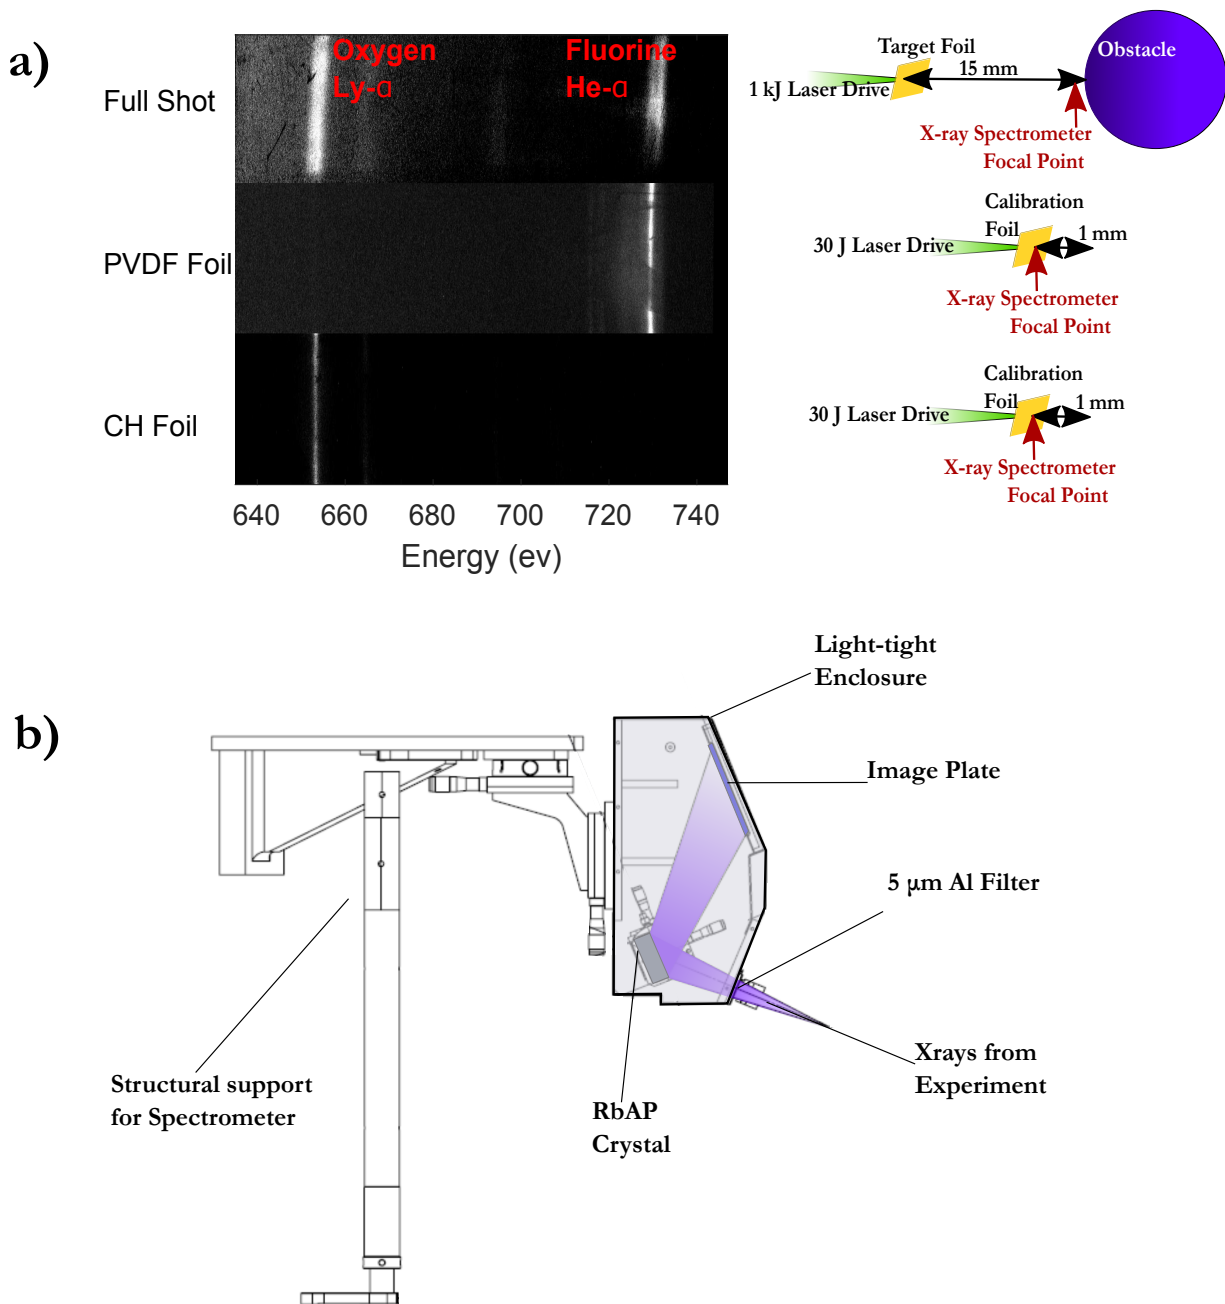 a)
Full Shot
Oxygen
Ly-α
Fluorine
He-α
PVDF Foil
CH Foil
640 660 680 700 720 740
Energy (ev)
Target Foil
15 mm
1 kJ Laser Drive
Obstacle
X-ray Spectrometer
Focal Point
Calibration
Foil
1 mm
30 J Laser Drive
X-ray Spectrometer
Focal Point
Calibration
Foil
1 mm
30 J Laser Drive
X-ray Spectrometer
Focal Point
b)
Light-tight
Enclosure
Image Plate
5 μm Al Filter
Xrays from
Experiment
RbAP
Crystal
Structural support
for Spectrometer